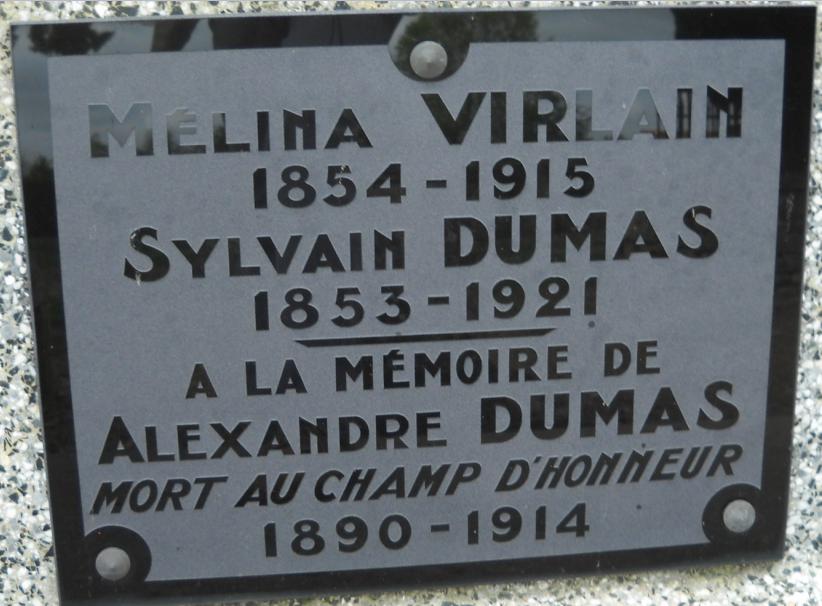 MÉLINA VIRLAIN
1854 - 1915
SYLVAIN DUMAS
1853 - 1921
A LA MÉMOIRE DE
ALEXANDRE DUMAS
MORT AU CHAMP D'HONNEUR
1890 - 1914